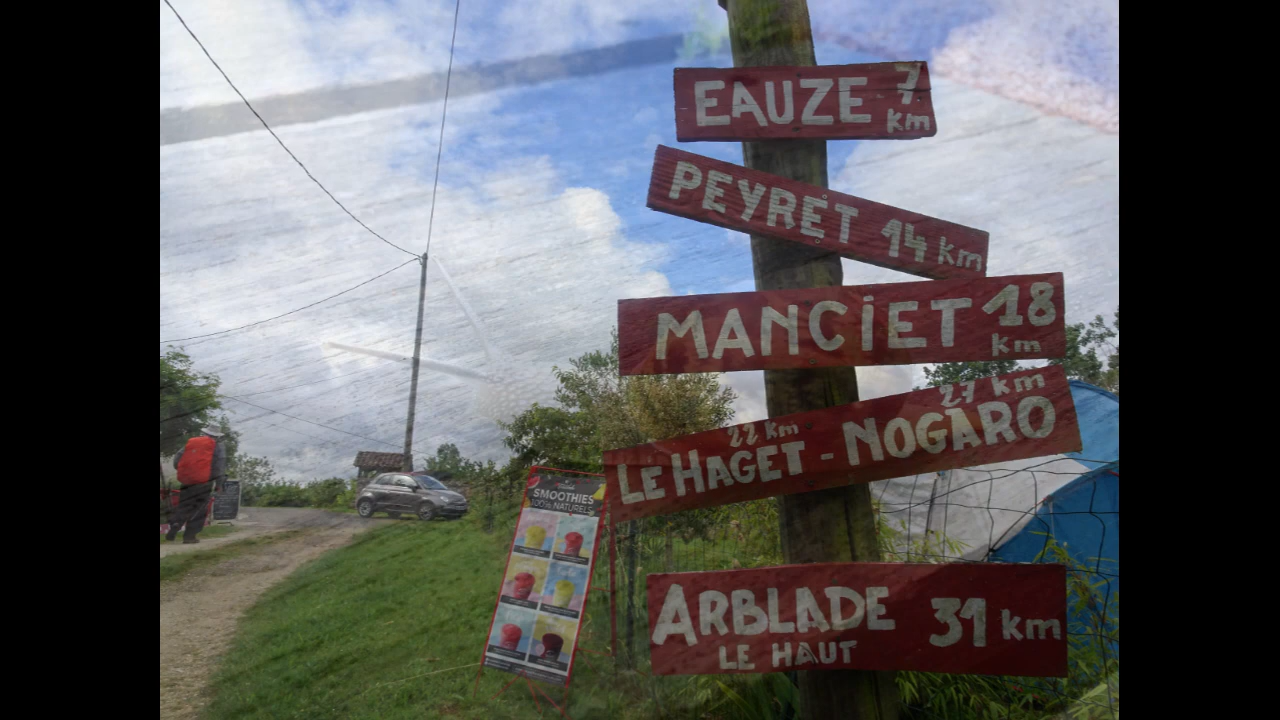 EAUZE 7 km
PEYRET 14 km
MANCIET 18 km
22 km 27 km
LE HAGET - NOGARO
ARBLADE 31 km
LE HAUT
SMOOTHIES
100% NATURELS